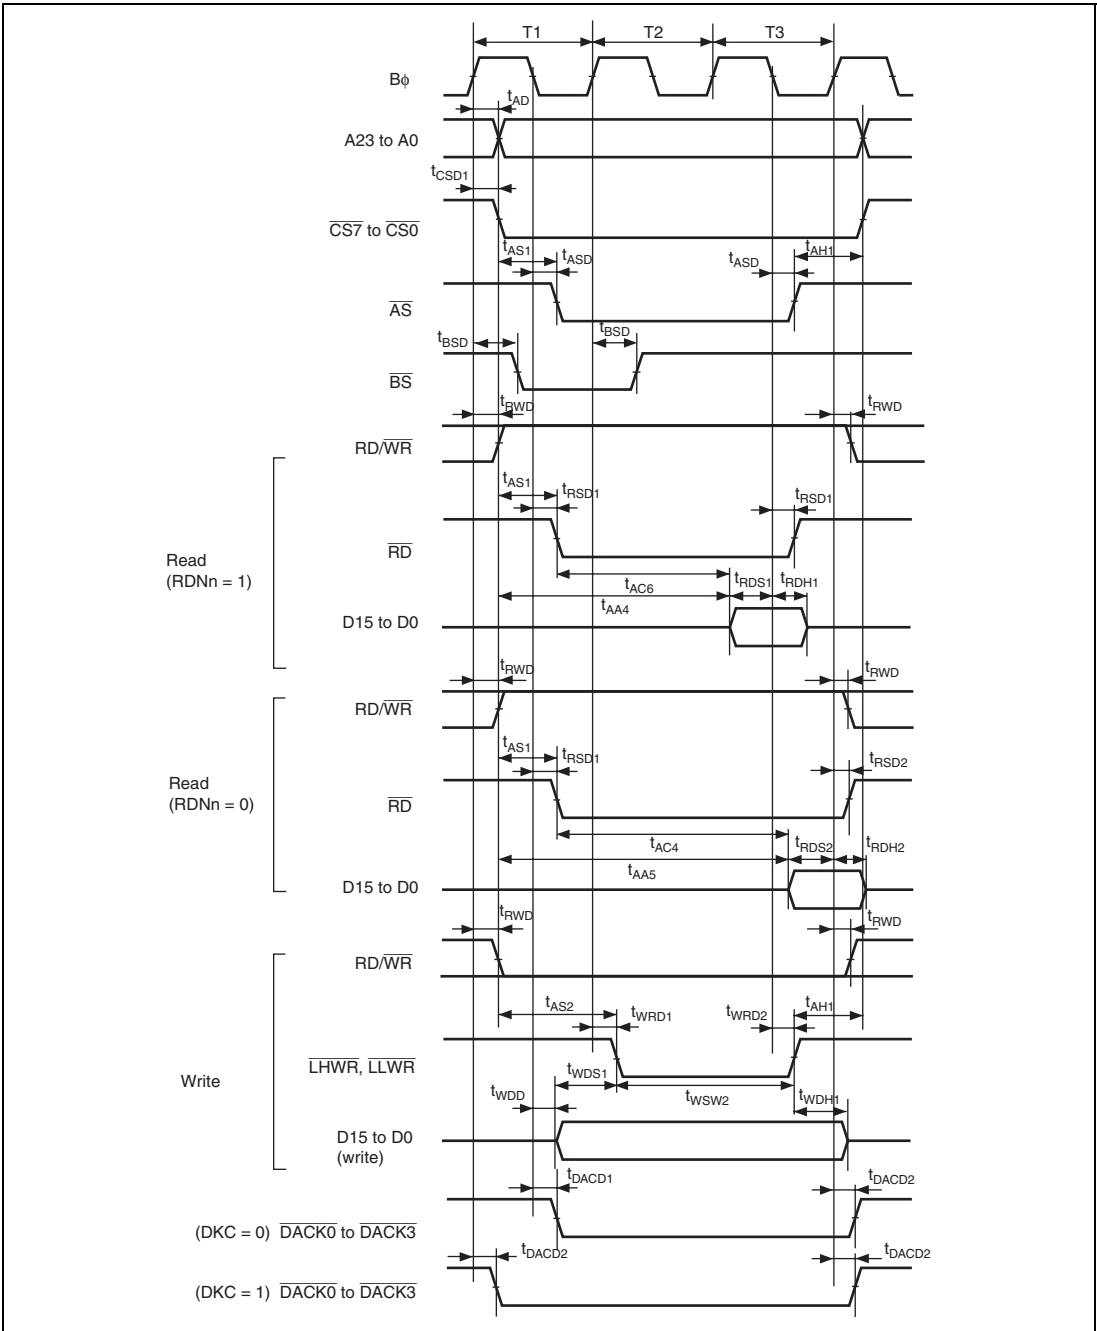 T1 T2 T3
Bϕ
tAD
A23 to A0
tCSD1
CS7 to CS0
tAS1 tASD tASD tAH1
AS
tBSD tBSD
BS
tRWD tRWD
RD/WR
tAS1 tRSD1 tRSD1
RD
Read
(RDNn = 1)
tAC6 tRDS1 tRDH1
tAA4
D15 to D0
tRWD tRWD
RD/WR
tAS1 tRSD1 tRSD2
Read
(RDNn = 0)
RD
tAC4 tRDS2 tRDH2
tAA5
D15 to D0
tRWD tRWD
RD/WR
tAS2 tWRD1 tWRD2 tAH1
LHWR, LLWR
Write
tWDD tWDS1 tWSW2 tWDH1
D15 to D0
(write)
tDACD1 tDACD2
(DKC = 0) DACK0 to DACK3
tDACD2 tDACD2
(DKC = 1) DACK0 to DACK3